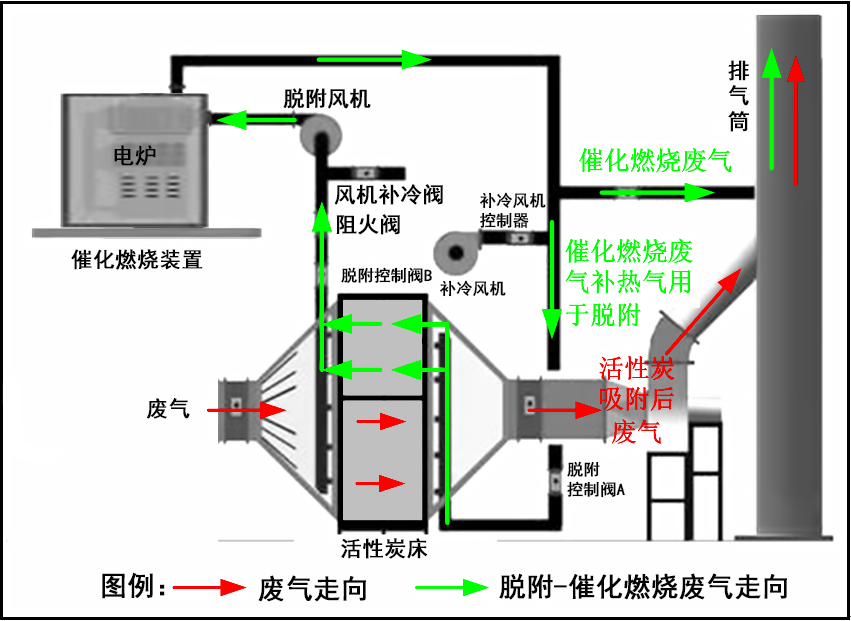 脱附风机
排
气
筒
电炉
催化燃烧废气
风机补冷阀
阻火阀
补冷风机
控制器
催化燃烧装置
脱附控制阀B
补冷风机
催化燃烧废
气补热气用
于脱附
废气
活性炭
吸附后
废气
脱附
控制阀A
活性炭床
图例：
废气走向
脱附-催化燃烧废气走向